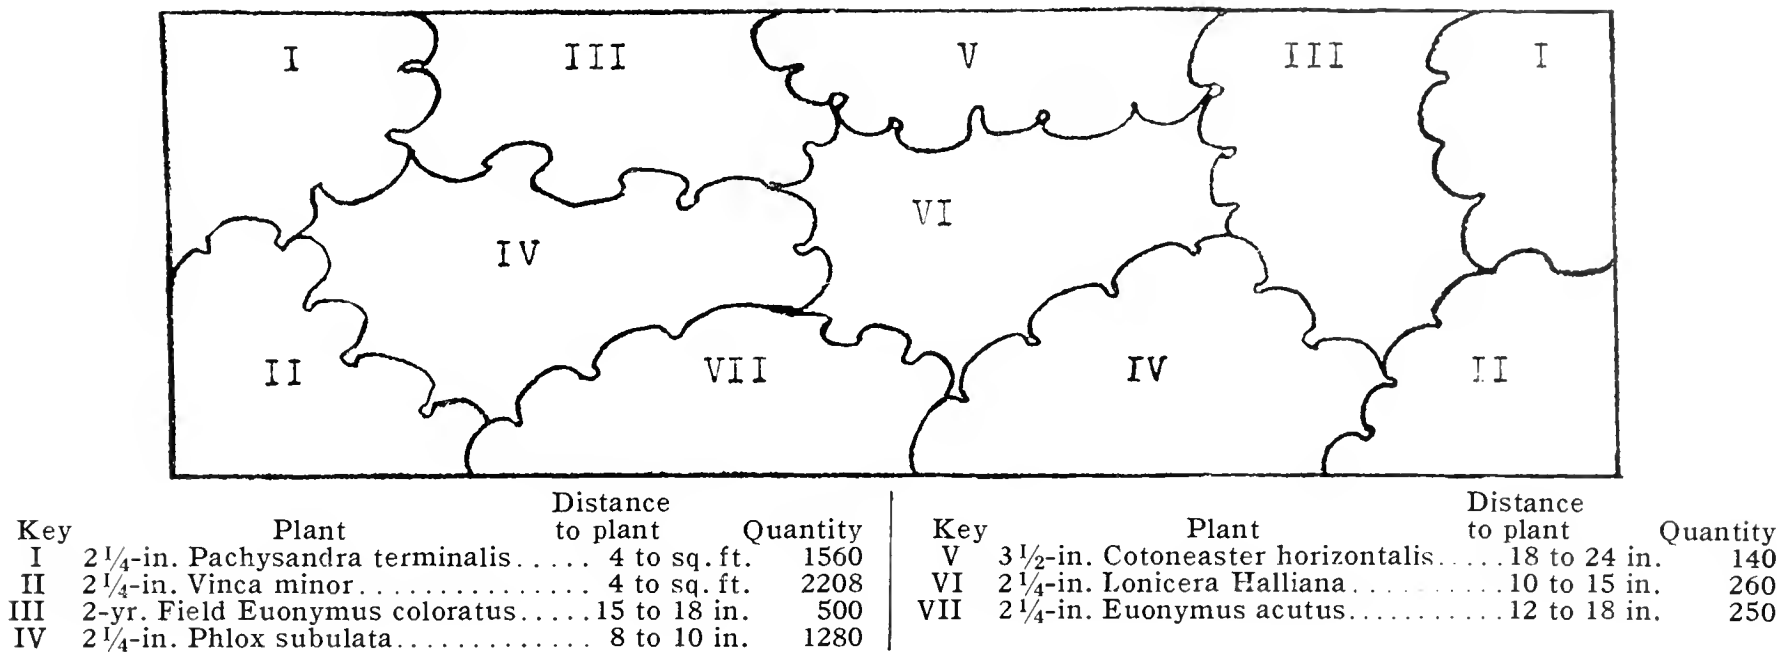 I III V III I
VI
IV
II VII IV II
Distance
Key Plant to plant Quantity
I 2¼-in. Pachysandra terminalis..... 4 to sq. ft. 1560
II 2¼-in. Vinca minor............... 4 to sq. ft. 2208
III 2-yr. Field Euonymus coloratus.....15 to 18 in. 500
IV 2¼-in. Phlox subulata............. 8 to 10 in. 1280
Distance
Key Plant to plant Quantity
V 3½-in. Cotoneaster horizontalis.....18 to 24 in. 140
VI 2¼-in. Lonicera Halliana...........10 to 15 in. 260
VII 2¼-in. Euonymus acutus...........12 to 18 in. 250